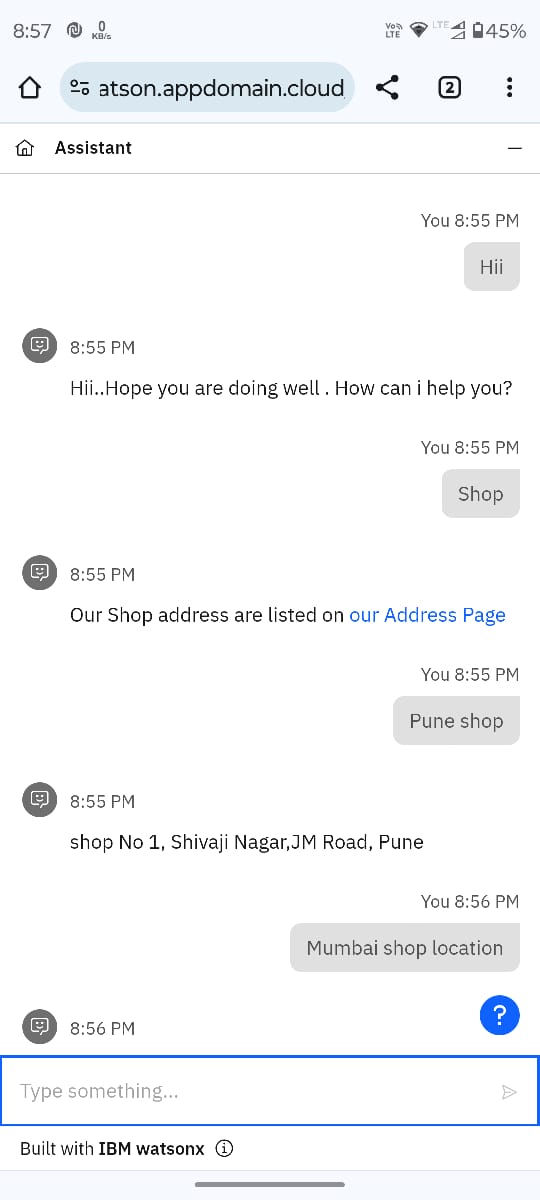 8:57 0 KB/s Vo LTE LTE 45%
atson.appdomain.cloud 2
Assistant
You 8:55 PM
Hii
8:55 PM
Hii..Hope you are doing well . How can i help you?
You 8:55 PM
Shop
8:55 PM
Our Shop address are listed on our Address Page
You 8:55 PM
Pune shop
8:55 PM
shop No 1, Shivaji Nagar,JM Road, Pune
You 8:56 PM
Mumbai shop location
?
8:56 PM
Type something...
Built with IBM watsonx